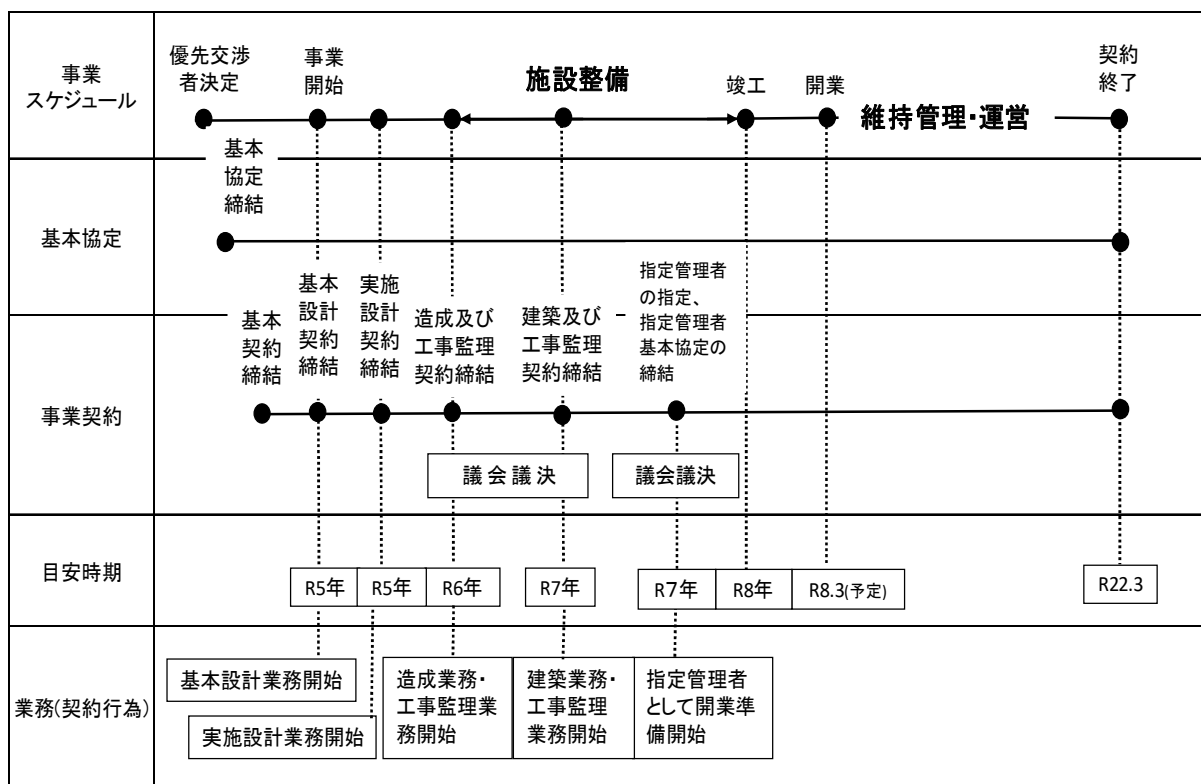 事業
スケジュール
優先交渉
者決定
事業
開始
施設整備
竣工
開業
維持管理・運営
契約
終了
基本
協定
締結
基本協定
基本
契約
締結
基本
設計
契約
締結
実施
設計
契約
締結
造成及び
工事監理
契約締結
建築及び
工事監理
契約締結
指定管理者
の指定、
指定管理者
基本協定の
締結
事業契約
議会議決
議会議決
目安時期
R5年
R5年
R6年
R7年
R7年
R8年
R8.3(予定)
R22.3
業務(契約行為)
基本設計業務開始
実施設計業務開始
造成業務・
工事監理業
務開始
建築業務・
工事監理
業務開始
指定管理者
として開業準
備開始